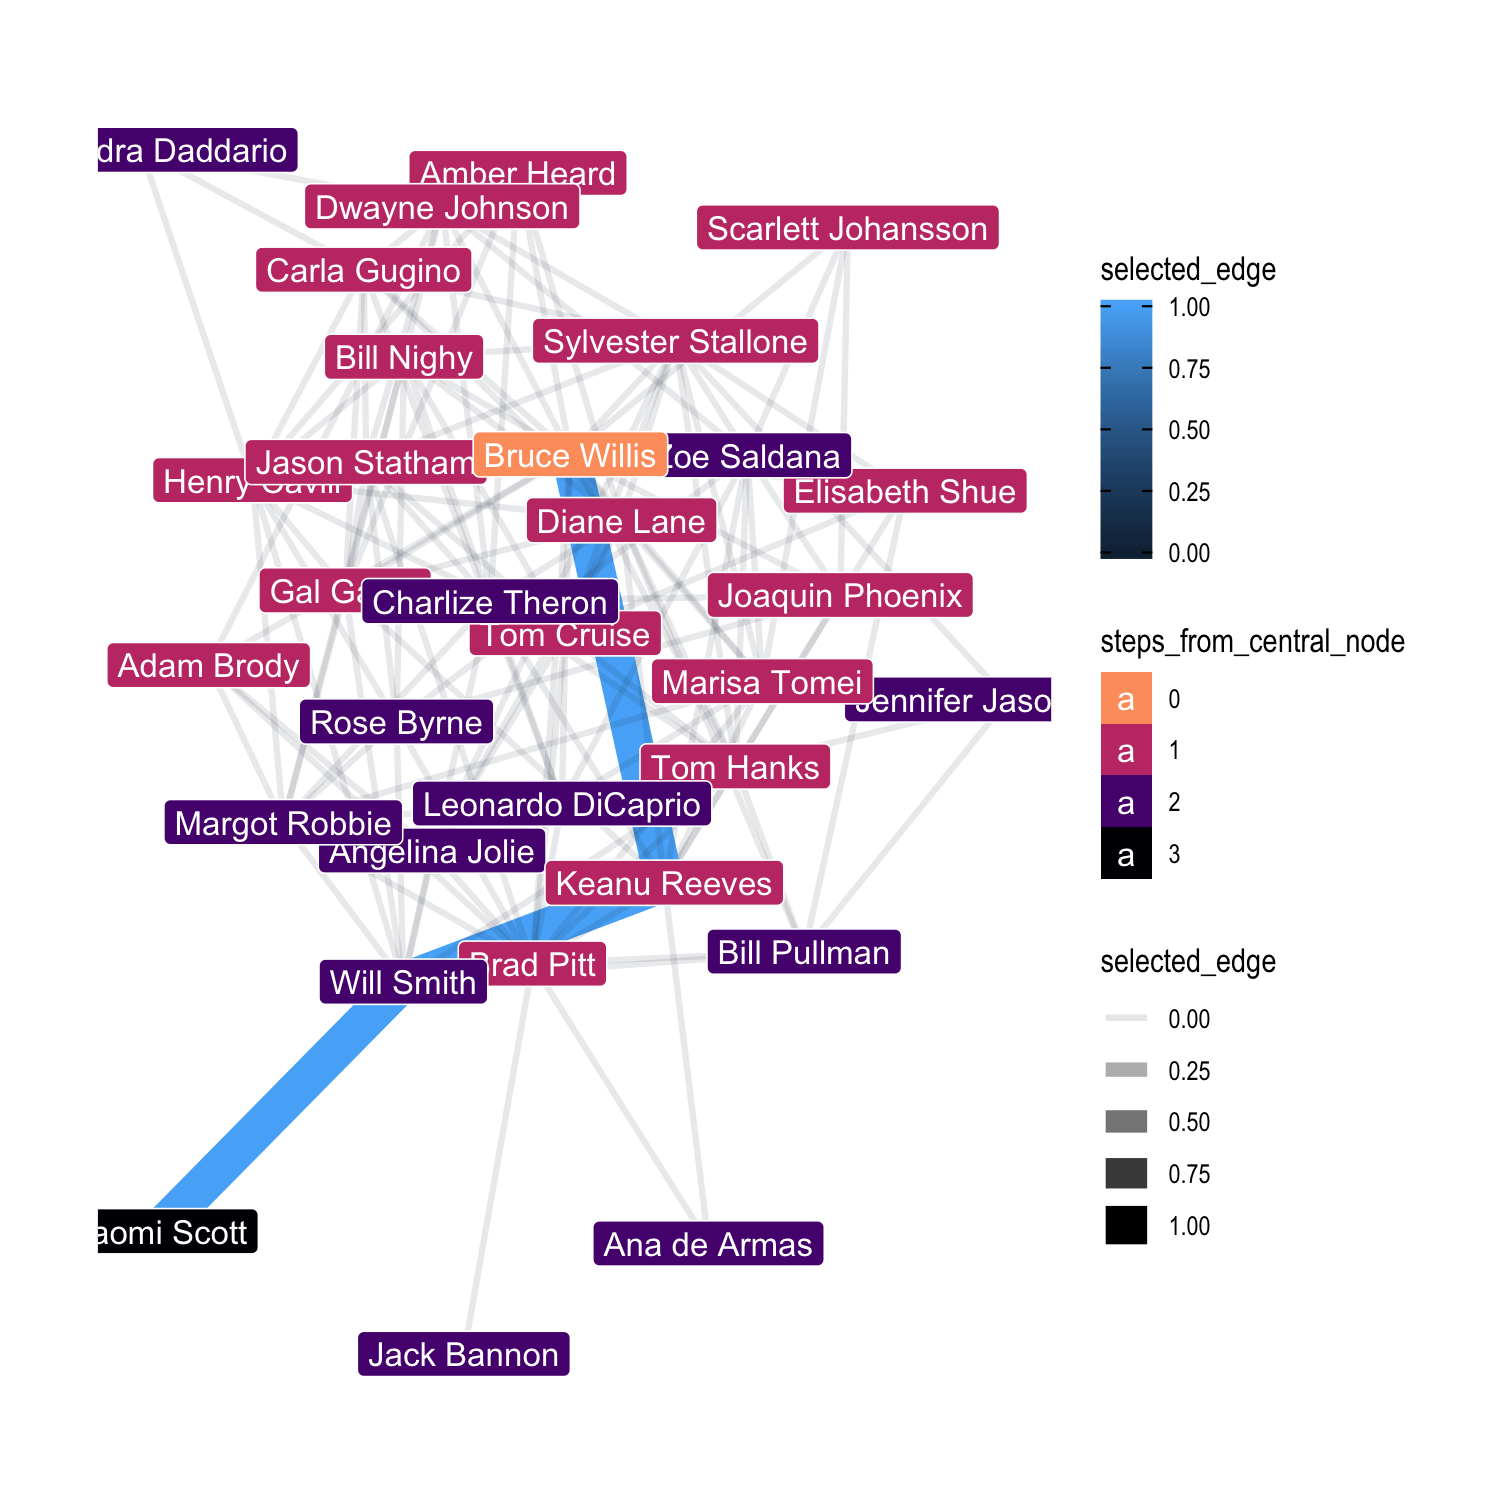 dra Daddario
Amber Heard
Dwayne Johnson
Scarlett Johansson
Carla Gugino
Sylvester Stallone
Bill Nighy
Bruce Willis
Zoe Saldana
Jason Statham
Henry Cavill
Elisabeth Shue
Diane Lane
Gal Ga
Charlize Theron
Joaquin Phoenix
Tom Cruise
Adam Brody
Marisa Tomei
Jennifer Jaso
Rose Byrne
Tom Hanks
Leonardo DiCaprio
Margot Robbie
Angelina Jolie
Keanu Reeves
Bill Pullman
Brad Pitt
Will Smith
aomi Scott
Ana de Armas
Jack Bannon
selected_edge
1.00
0.75
0.50
0.25
0.00
steps_from_central_node
a 0
a 1
a 2
a 3
selected_edge
0.00
0.25
0.50
0.75
1.00